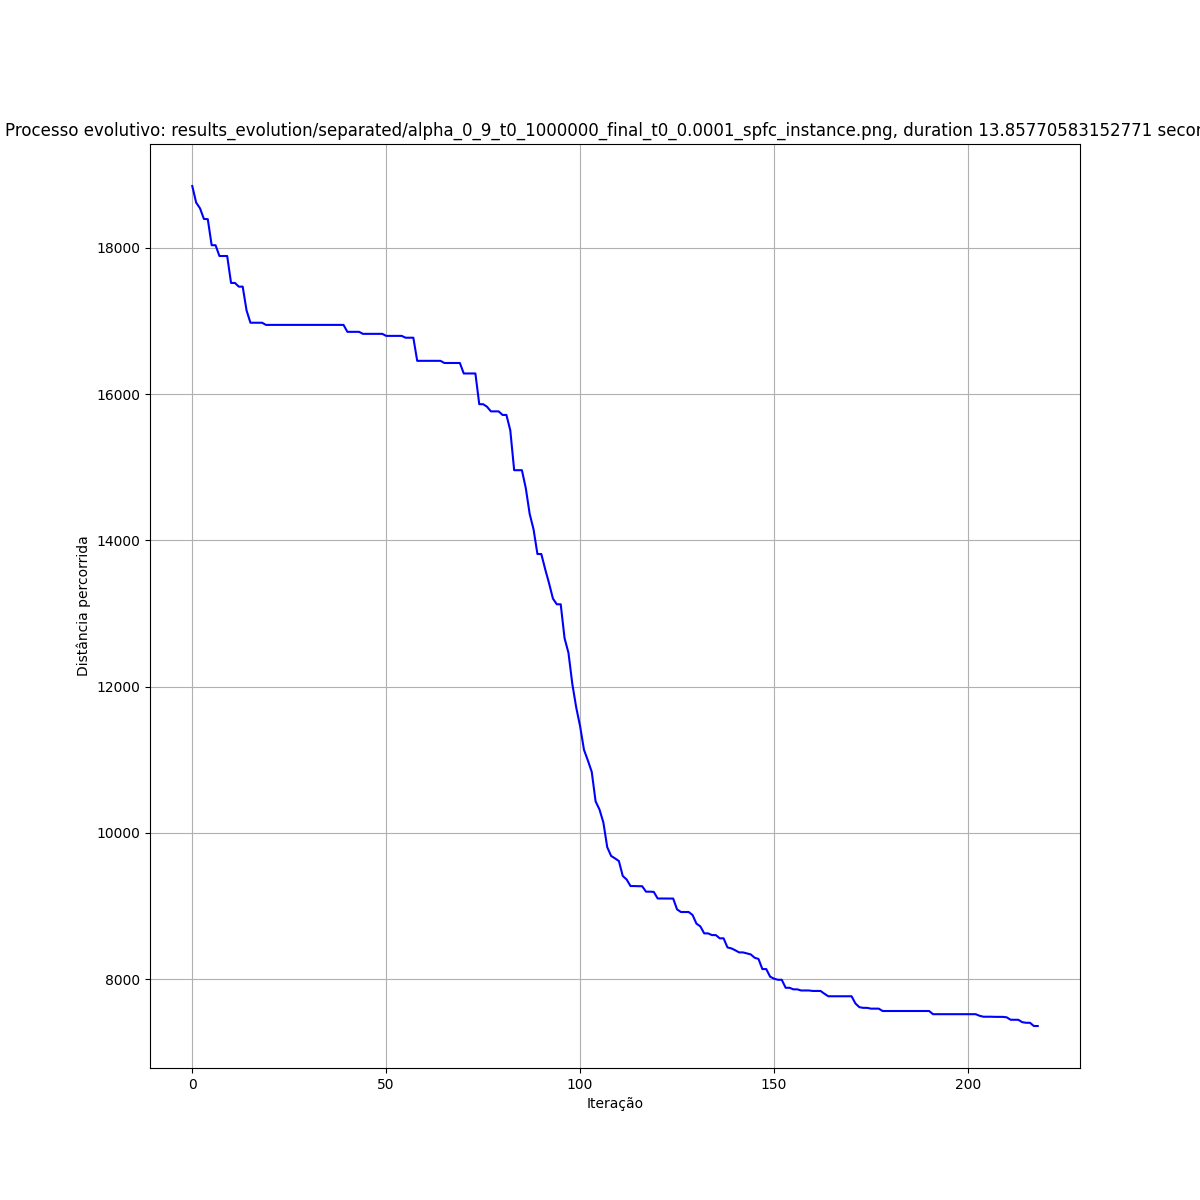 Processo evolutivo: results_evolution/separated/alpha_0_9_t0_1000000_final_t0_0.0001_spfc_instance.png, duration 13.85770583152771
18000
16000
14000
12000
10000
8000
Distância percorrida
0 50 100 150 200
Iteração